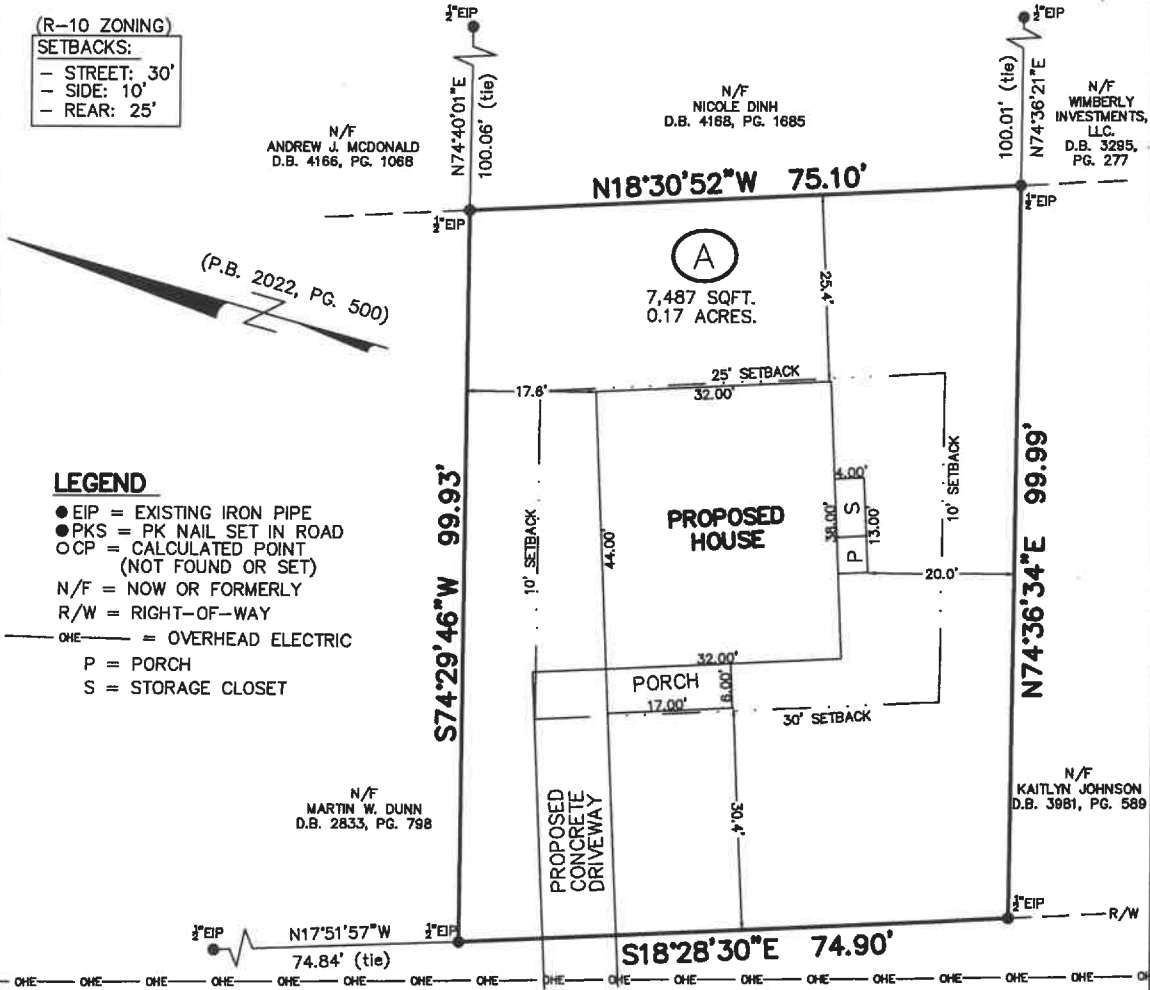 (R-10 ZONING)
SETBACKS:
- STREET: 30'
- SIDE: 10'
- REAR: 25'
½"EIP
N74°40'01"E
100.06' (tie)
½"EIP
100.01' (tie)
N74°36'21"E
N/F
ANDREW J. MCDONALD
D.B. 4166, PG. 1068
N/F
NICOLE DINH
D.B. 4168, PG. 1685
N/F
WIMBERLY
INVESTMENTS,
LLC.
D.B. 3295,
PG. 277
N18°30'52"W 75.10'
½"EIP
½"EIP
(P.B. 2022, PG. 500)
A
7,487 SQFT.
0.17 ACRES.
25.4'
25' SETBACK
17.6'
32.00'
10' SETBACK
44.00'
PROPOSED
HOUSE
4.00'
38.00'
S
P
13.00'
10' SETBACK
20.0'
S74°29'46"W 99.93'
N74°36'34"E 99.99'
LEGEND
EIP = EXISTING IRON PIPE
PKS = PK NAIL SET IN ROAD
CP = CALCULATED POINT
(NOT FOUND OR SET)
N/F = NOW OR FORMERLY
R/W = RIGHT-OF-WAY
OHE = OVERHEAD ELECTRIC
P = PORCH
S = STORAGE CLOSET
32.00'
PORCH
6.00'
17.00'
30' SETBACK
PROPOSED
CONCRETE
DRIVEWAY
30.4'
N/F
MARTIN W. DUNN
D.B. 2833, PG. 798
N/F
KAITLYN JOHNSON
D.B. 3981, PG. 589
½"EIP
N17°51'57"W
74.84' (tie)
½"EIP
S18°28'30"E 74.90'
½"EIP
R/W
OHE OHE OHE OHE OHE OHE OHE OHE OHE OHE OHE OHE OHE OHE OHE OH